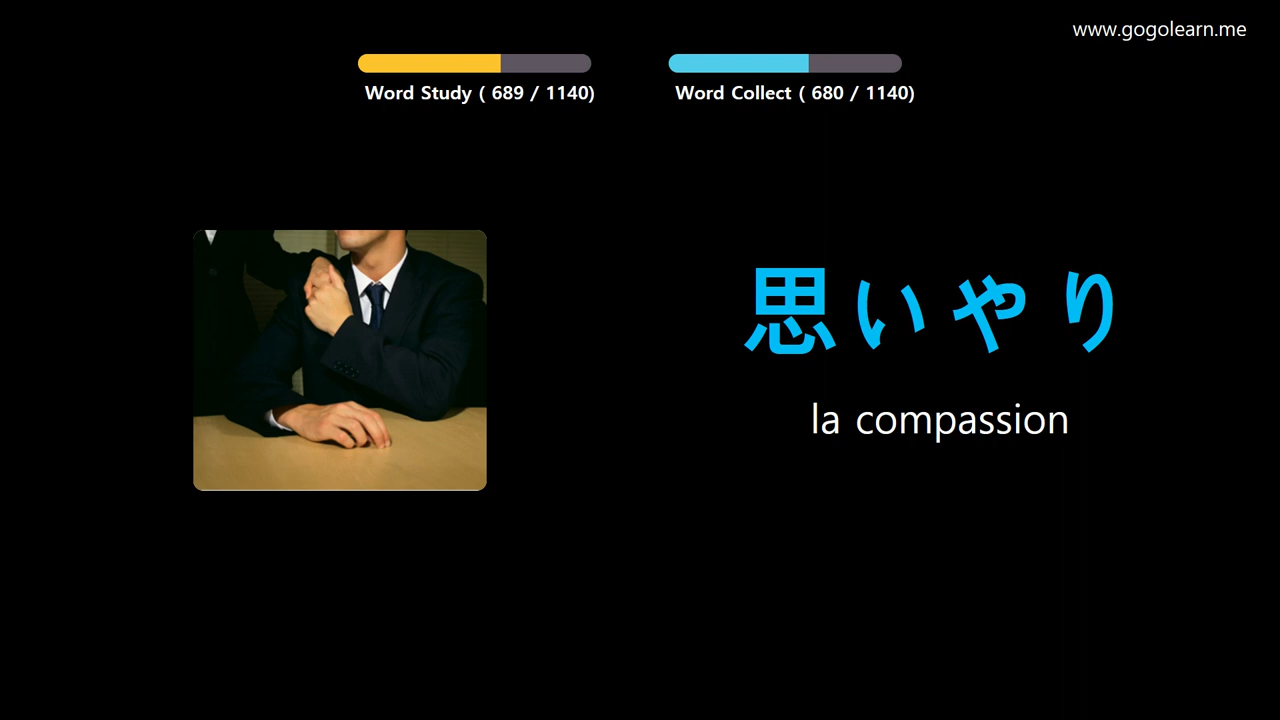 www.gogolearn.me
Word Study ( 689 / 1140)
Word Collect ( 680 / 1140)
思いやり
la compassion